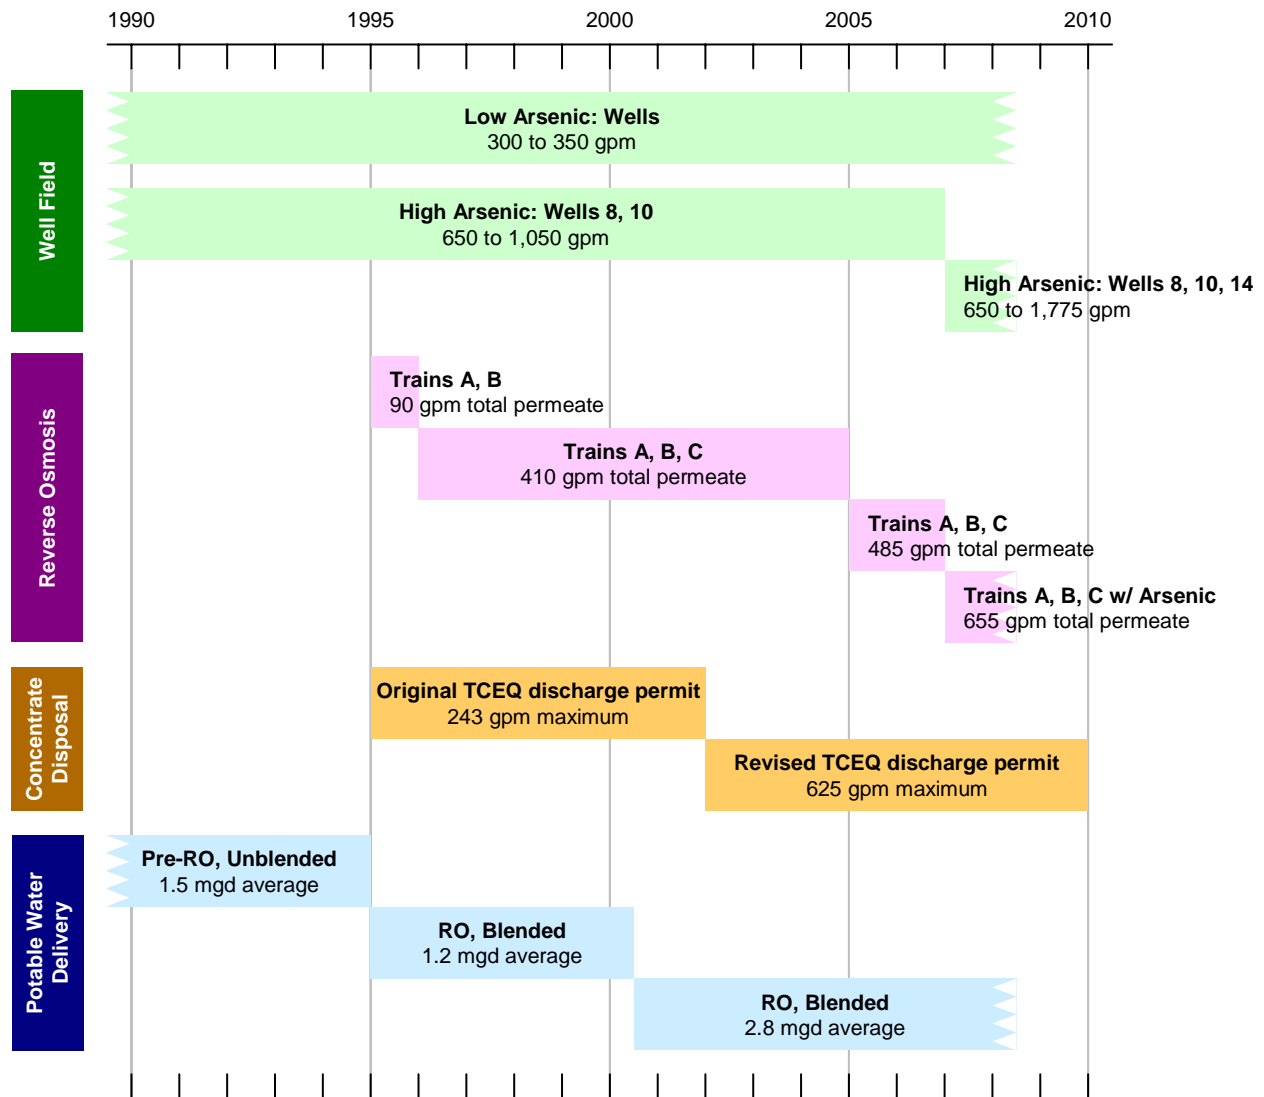 1990 1995 2000 2005 2010
Well Field
Low Arsenic: Wells
300 to 350 gpm
High Arsenic: Wells 8, 10
650 to 1,050 gpm
High Arsenic: Wells 8, 10, 14
650 to 1,775 gpm
Reverse Osmosis
Trains A, B
90 gpm total permeate
Trains A, B, C
410 gpm total permeate
Trains A, B, C
485 gpm total permeate
Trains A, B, C w/ Arsenic
655 gpm total permeate
Concentrate
Disposal
Original TCEQ discharge permit
243 gpm maximum
Revised TCEQ discharge permit
625 gpm maximum
Potable Water
Delivery
Pre-RO, Unblended
1.5 mgd average
RO, Blended
1.2 mgd average
RO, Blended
2.8 mgd average